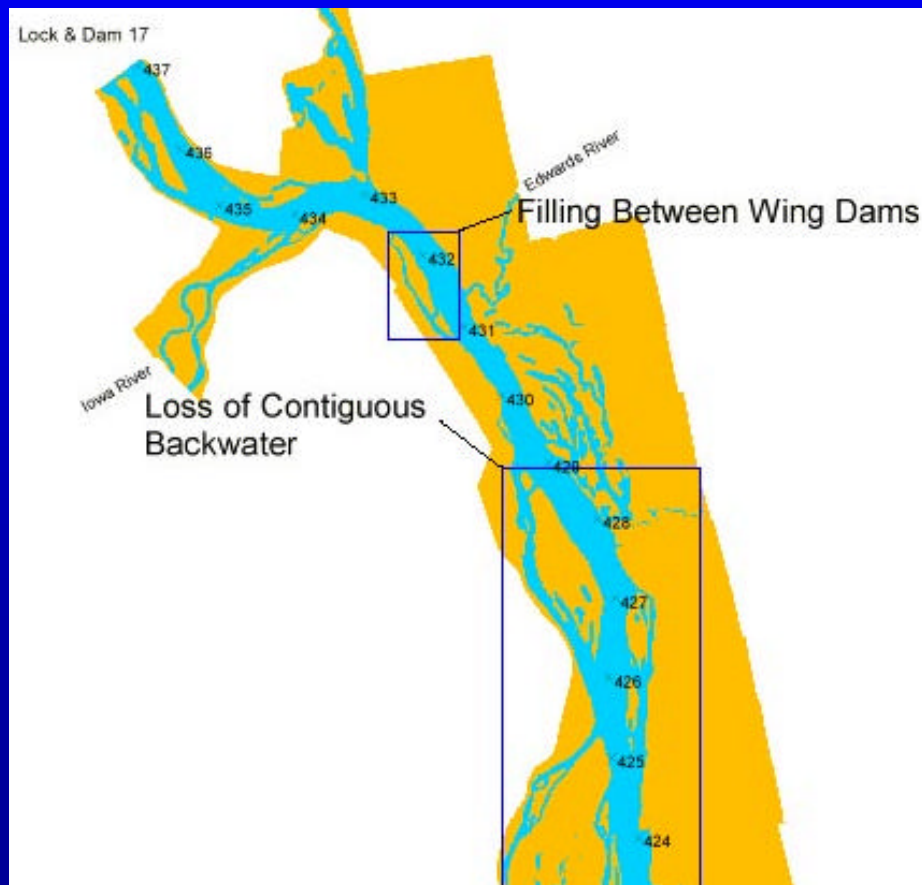 Lock & Dam 17
437
436
Edwards River
433
435
434
Filling Between Wing Dams
432
431
Iowa River
430
Loss of Contiguous
Backwater
429
428
427
426
425
424